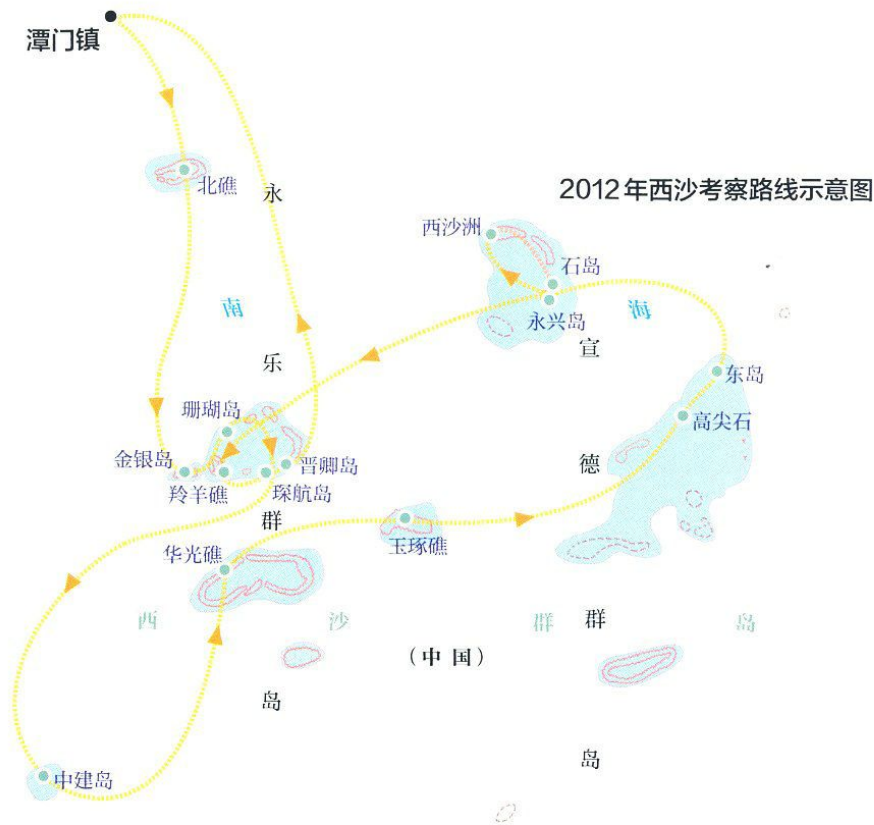 潭门镇
北礁
2012年西沙考察路线示意图
西沙洲
石岛
永兴岛
南
海
东岛
高尖石
珊瑚岛
金银岛
羚羊礁
琛航岛
晋卿岛
华光礁
玉琢礁
永
乐
群
岛
宣
德
群
岛
西
沙
群
岛
(中国)
中建岛